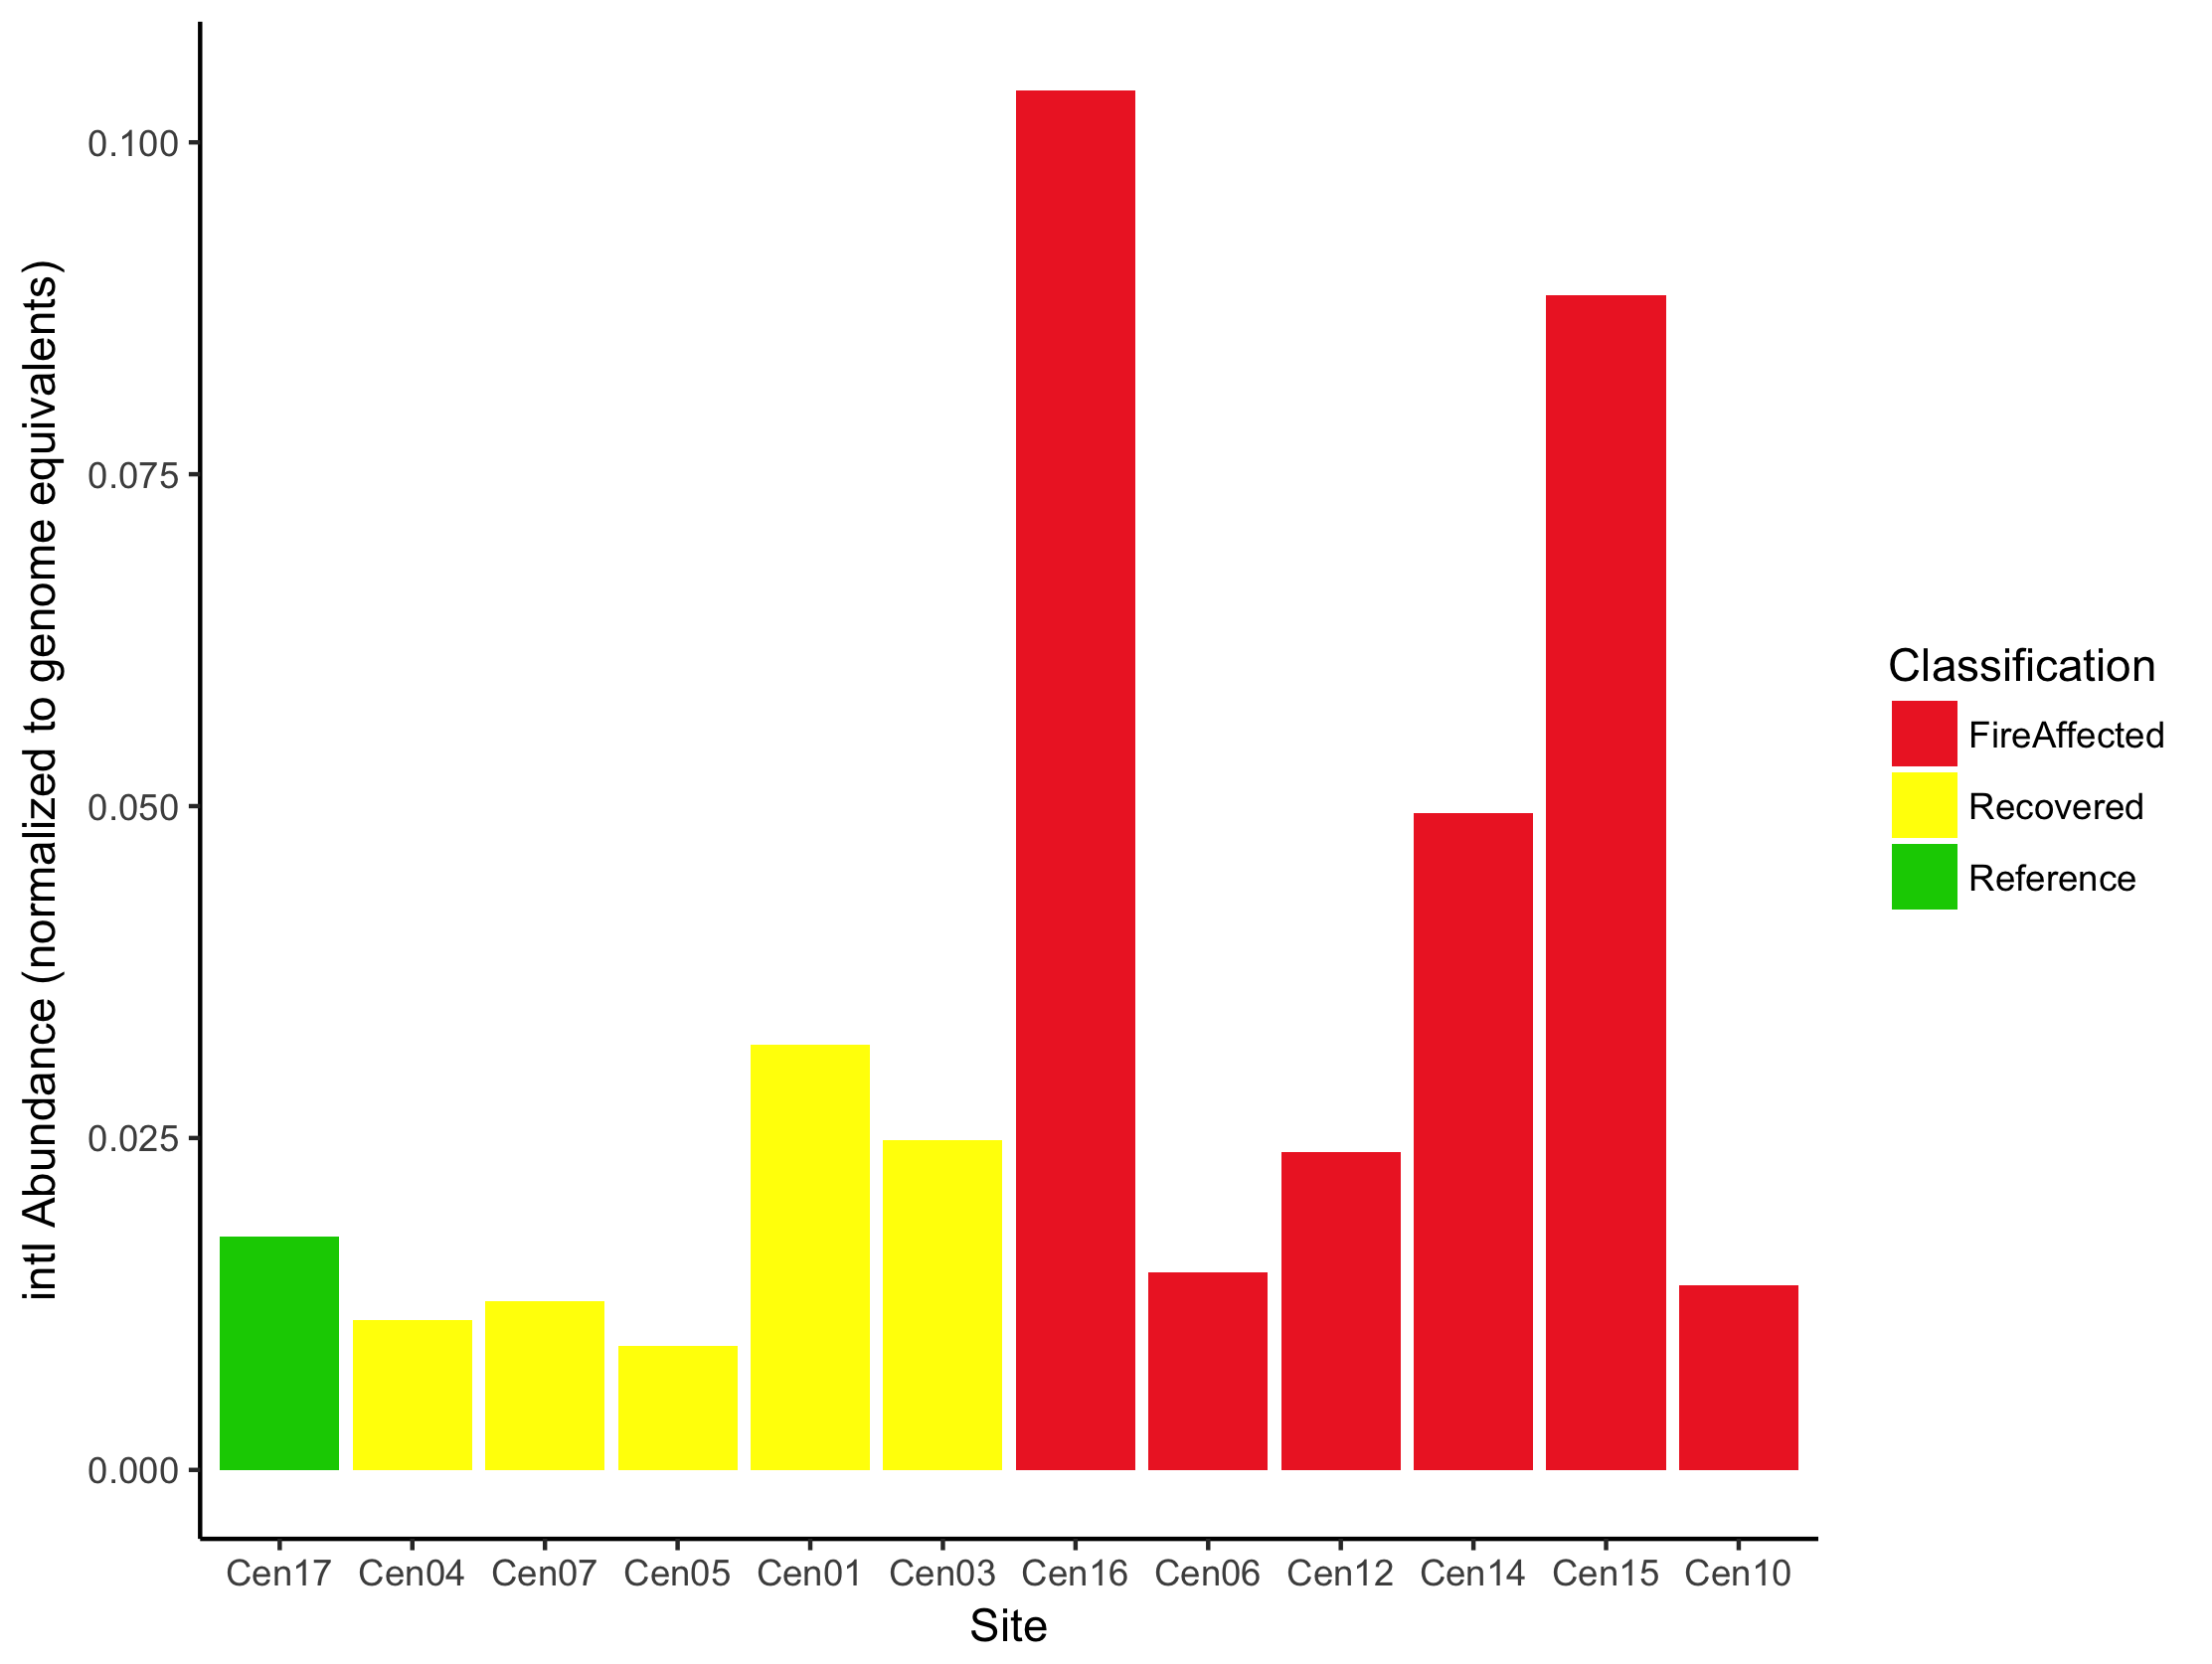 intI Abundance (normalized to genome equivalents)
0.100
0.075
0.050
0.025
0.000
Cen17 Cen04 Cen07 Cen05 Cen01 Cen03 Cen16 Cen06 Cen12 Cen14 Cen15 Cen10
Site
Classification
FireAffected
Recovered
Reference